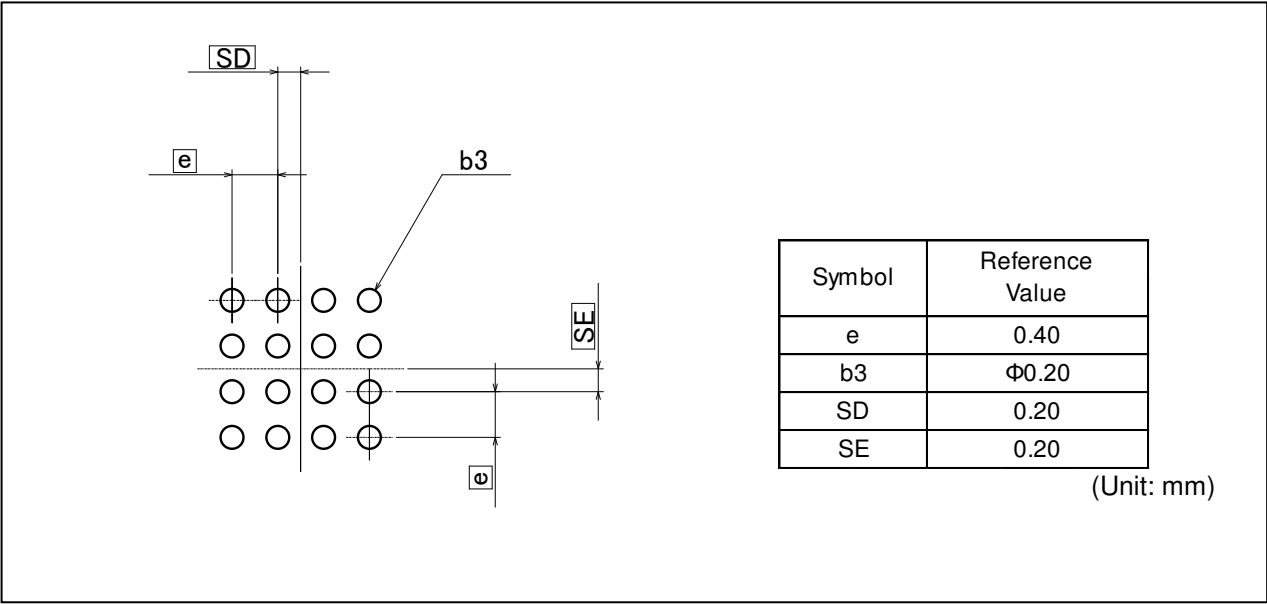 SD
e
b3
SE
e
Symbol
Reference
Value
e
0.40
b3
Φ0.20
SD
0.20
SE
0.20
(Unit: mm)